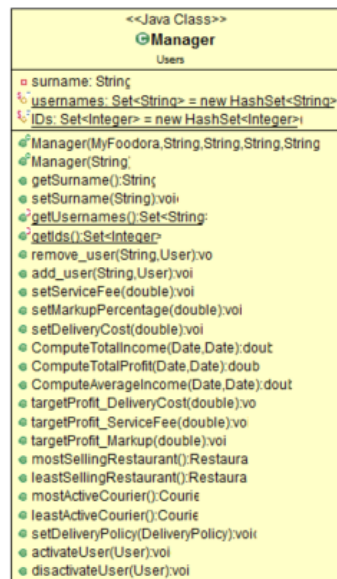 <<Java Class>>
Manager
Users
surname: String
usernames: Set<String> = new HashSet<String>
IDs: Set<Integer> = new HashSet<Integer>
Manager(MyFoodora,String,String,String,String
Manager(String)
getSurname():String
setSurname(String):voi
getUsernames():Set<String>
getIds():Set<Integer>
remove_user(String,User):vo
add_user(String,User):voi
setServiceFee(double):voi
setMarkupPercentage(double):voi
setDeliveryCost(double):voi
ComputeTotalIncome(Date,Date):doub
ComputeTotalProfit(Date,Date):doub
ComputeAverageIncome(Date,Date):doub
targetProfit_DeliveryCost(double):vo
targetProfit_ServiceFee(double):vo
targetProfit_Markup(double):voi
mostSellingRestaurant():Restaura
leastSellingRestaurant():Restaura
mostActiveCourier():Courie
leastActiveCourier():Courie
setDeliveryPolicy(DeliveryPolicy):voi
activateUser(User):voi
disactivateUser(User):voi